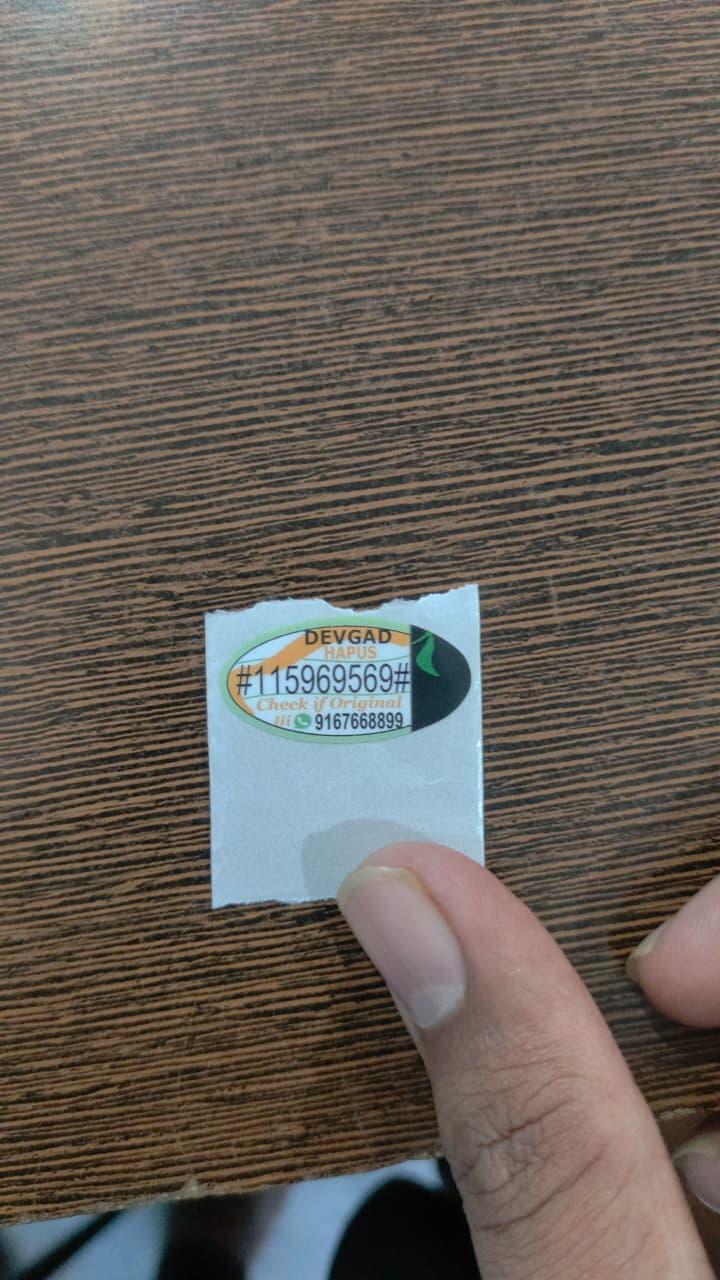 DEVGAD
HAPUS
#115969569#
Check if Original
Hi 9167668899